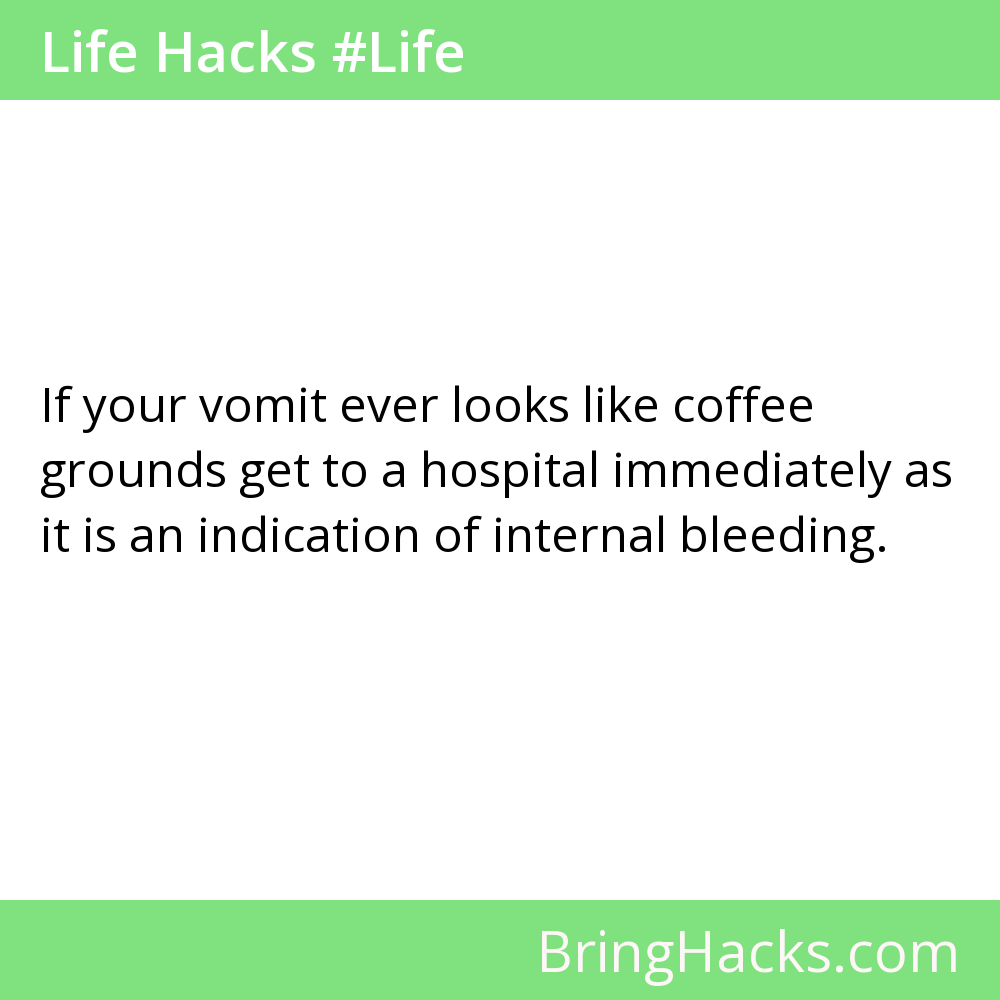 Life Hacks #Life
If your vomit ever looks like coffee
grounds get to a hospital immediately as
it is an indication of internal bleeding.
BringHacks.com